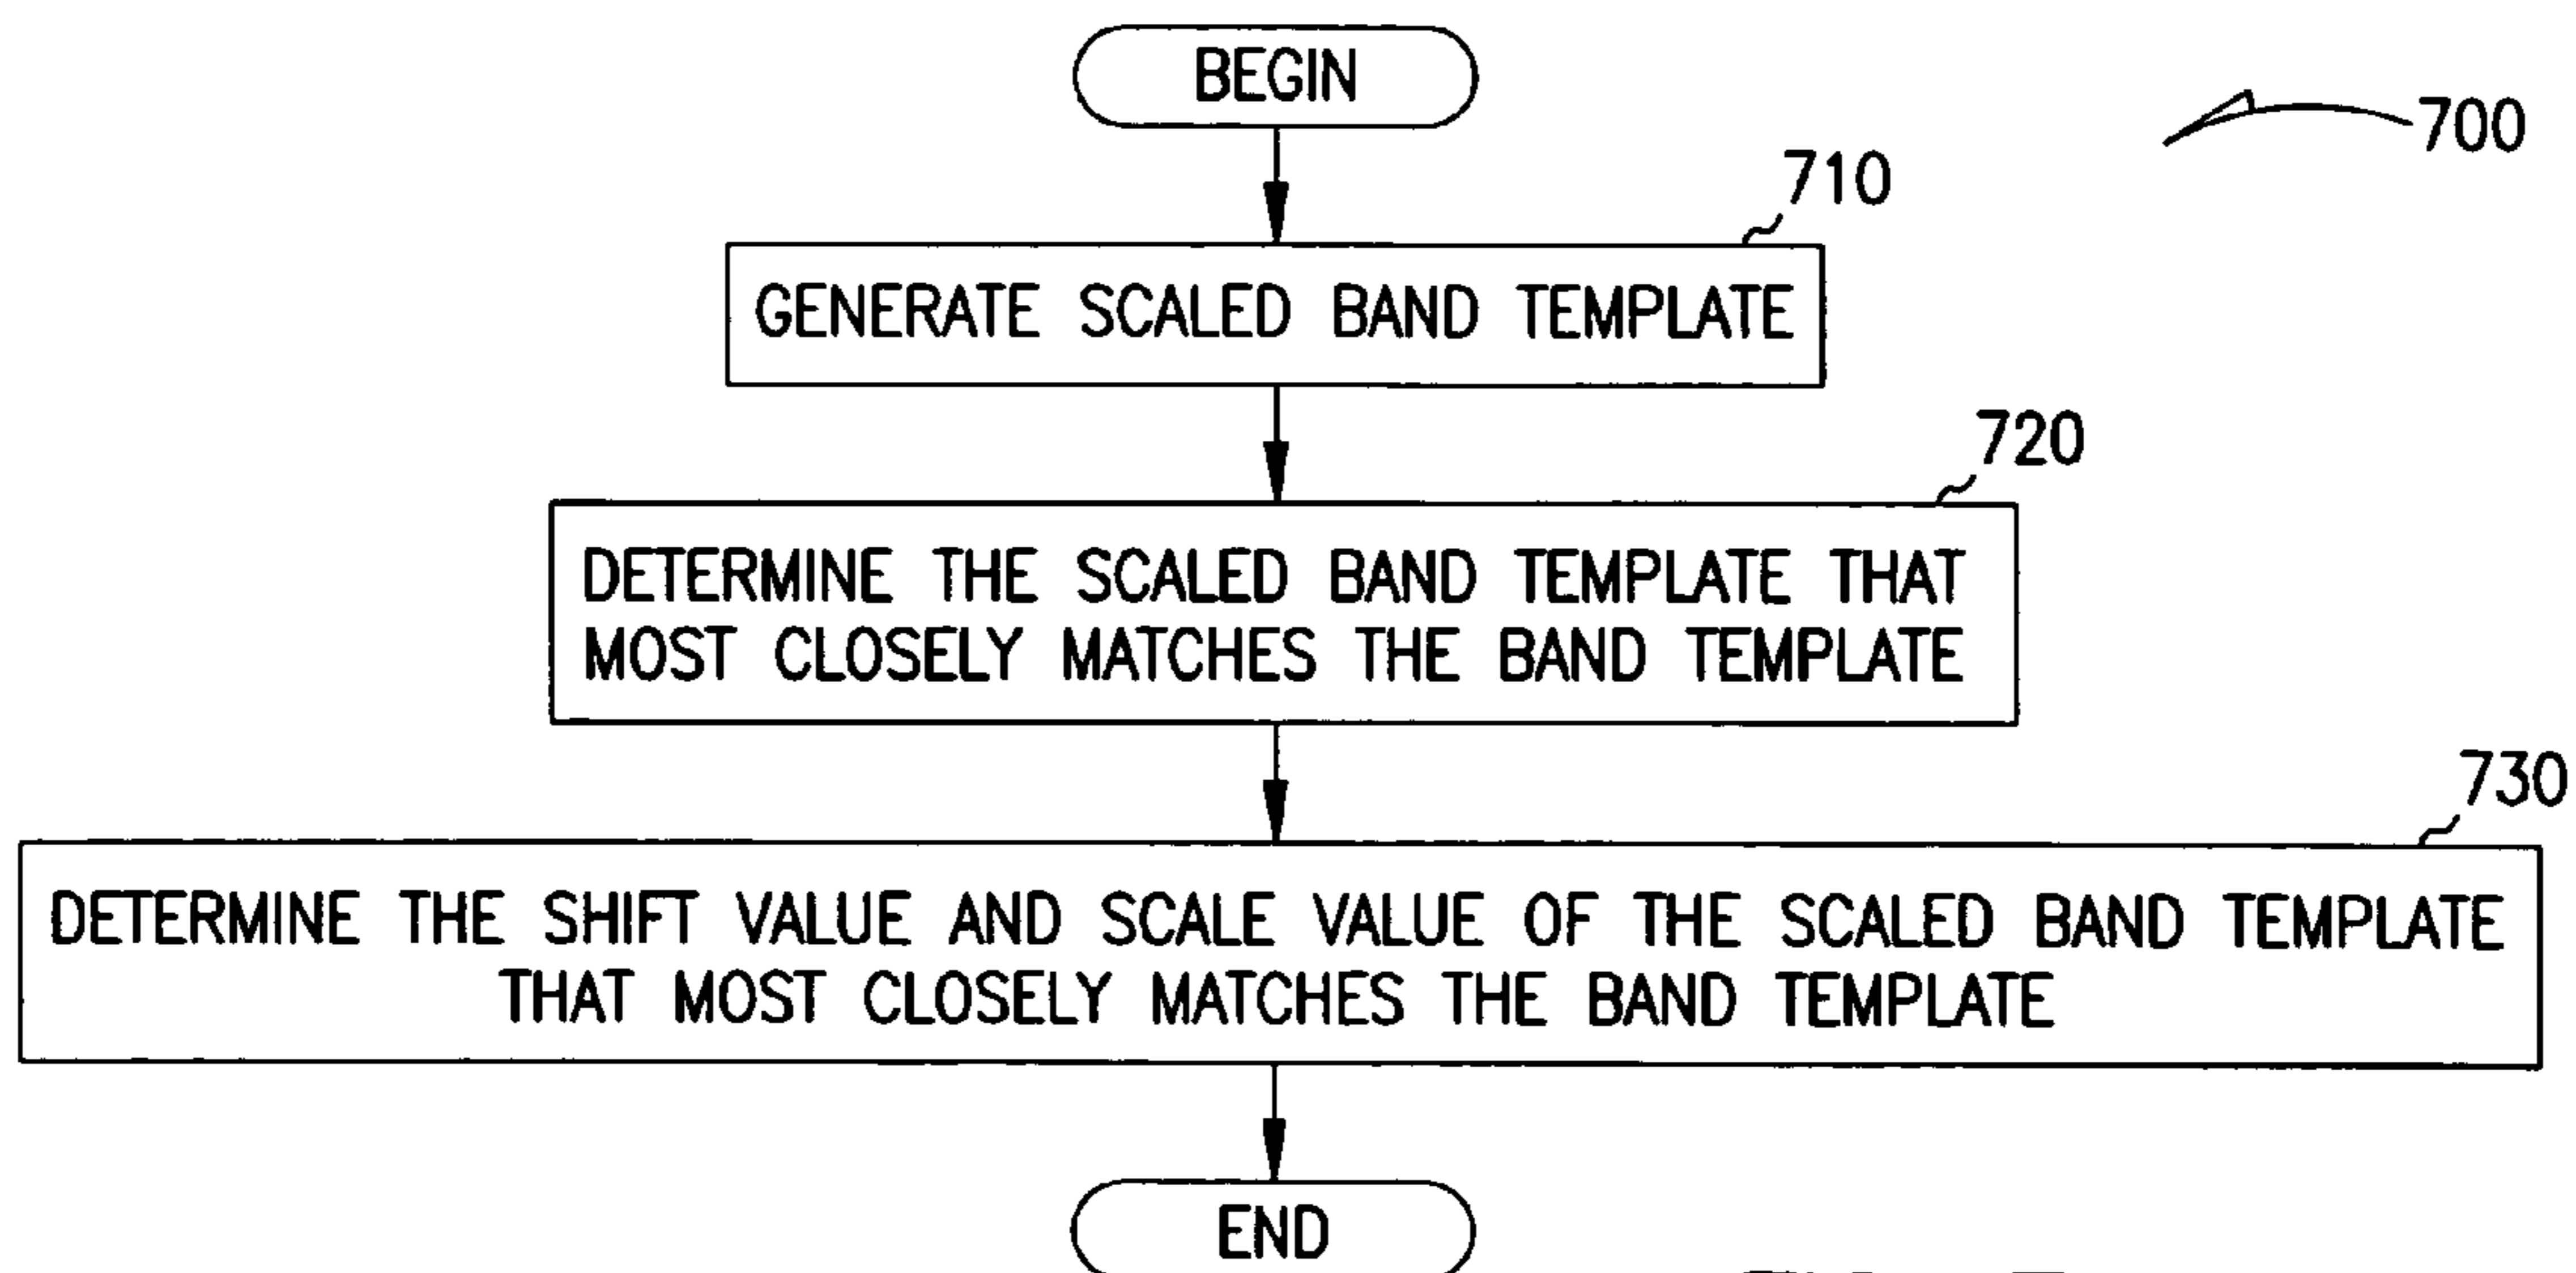 BEGIN
700
710
GENERATE SCALED BAND TEMPLATE
720
DETERMINE THE SCALED BAND TEMPLATE THAT
MOST CLOSELY MATCHES THE BAND TEMPLATE
730
DETERMINE THE SHIFT VALUE AND SCALE VALUE OF THE SCALED BAND TEMPLATE
THAT MOST CLOSELY MATCHES THE BAND TEMPLATE
END